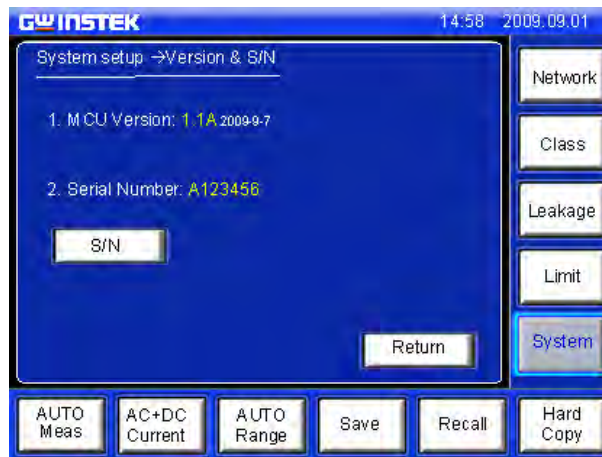 GWINSTEK 14:58 2009.09.01
System setup →Version & S/N
1. MCU Version: 1.1A 2009-9-7
2. Serial Number: A123456
S/N
Return
Network
Class
Leakage
Limit
System
AUTO Meas
AC+DC Current
AUTO Range
Save
Recall
Hard Copy